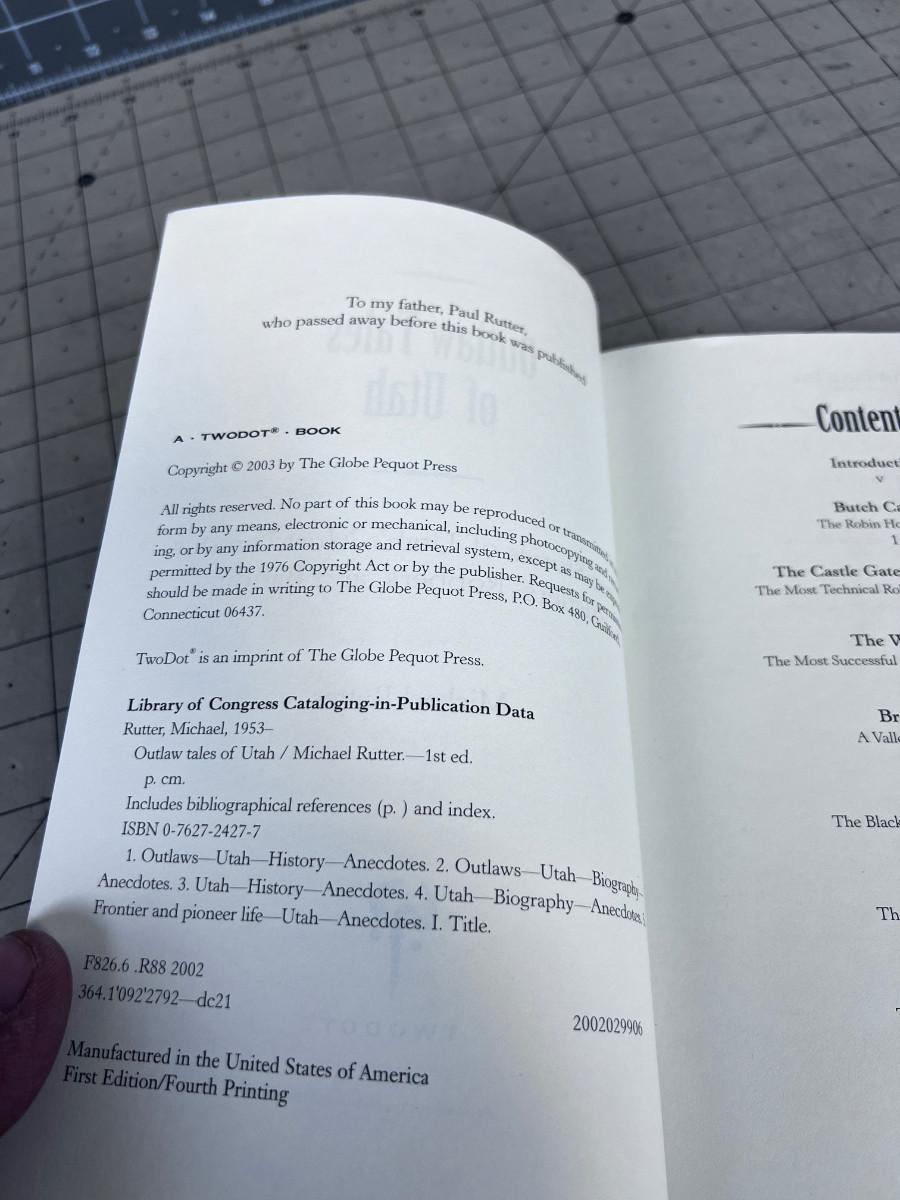 To my father, Paul Rutter,
who passed away before this book was published
A · TWODOT® · BOOK
Copyright © 2003 by The Globe Pequot Press
All rights reserved. No part of this book may be reproduced or transmitted
form by any means, electronic or mechanical, including photocopying and
ing, or by any information storage and retrieval system, except as may be
permitted by the 1976 Copyright Act or by the publisher. Requests for
should be made in writing to The Globe Pequot Press, P.O. Box 480, Guilford,
Connecticut 06437.
TwoDot® is an imprint of The Globe Pequot Press.
Library of Congress Cataloging-in-Publication Data
Rutter, Michael, 1953–
Outlaw tales of Utah / Michael Rutter.—1st ed.
p. cm.
Includes bibliographical references (p. ) and index.
ISBN 0-7627-2427-7
1. Outlaws—Utah—History—Anecdotes. 2. Outlaws—Utah—Biography—
Anecdotes. 3. Utah—History—Anecdotes. 4. Utah—Biography—Anecdotes.
Frontier and pioneer life—Utah—Anecdotes. I. Title.
F826.6 .R88 2002
364.1'092'2792—dc21
2002029906
Manufactured in the United States of America
First Edition/Fourth Printing
Content
Introducti
v
Butch Ca
The Robin Ho
1
The Castle Gate
The Most Technical Ro
The W
The Most Successful
Br
A Valle
The Black
Th